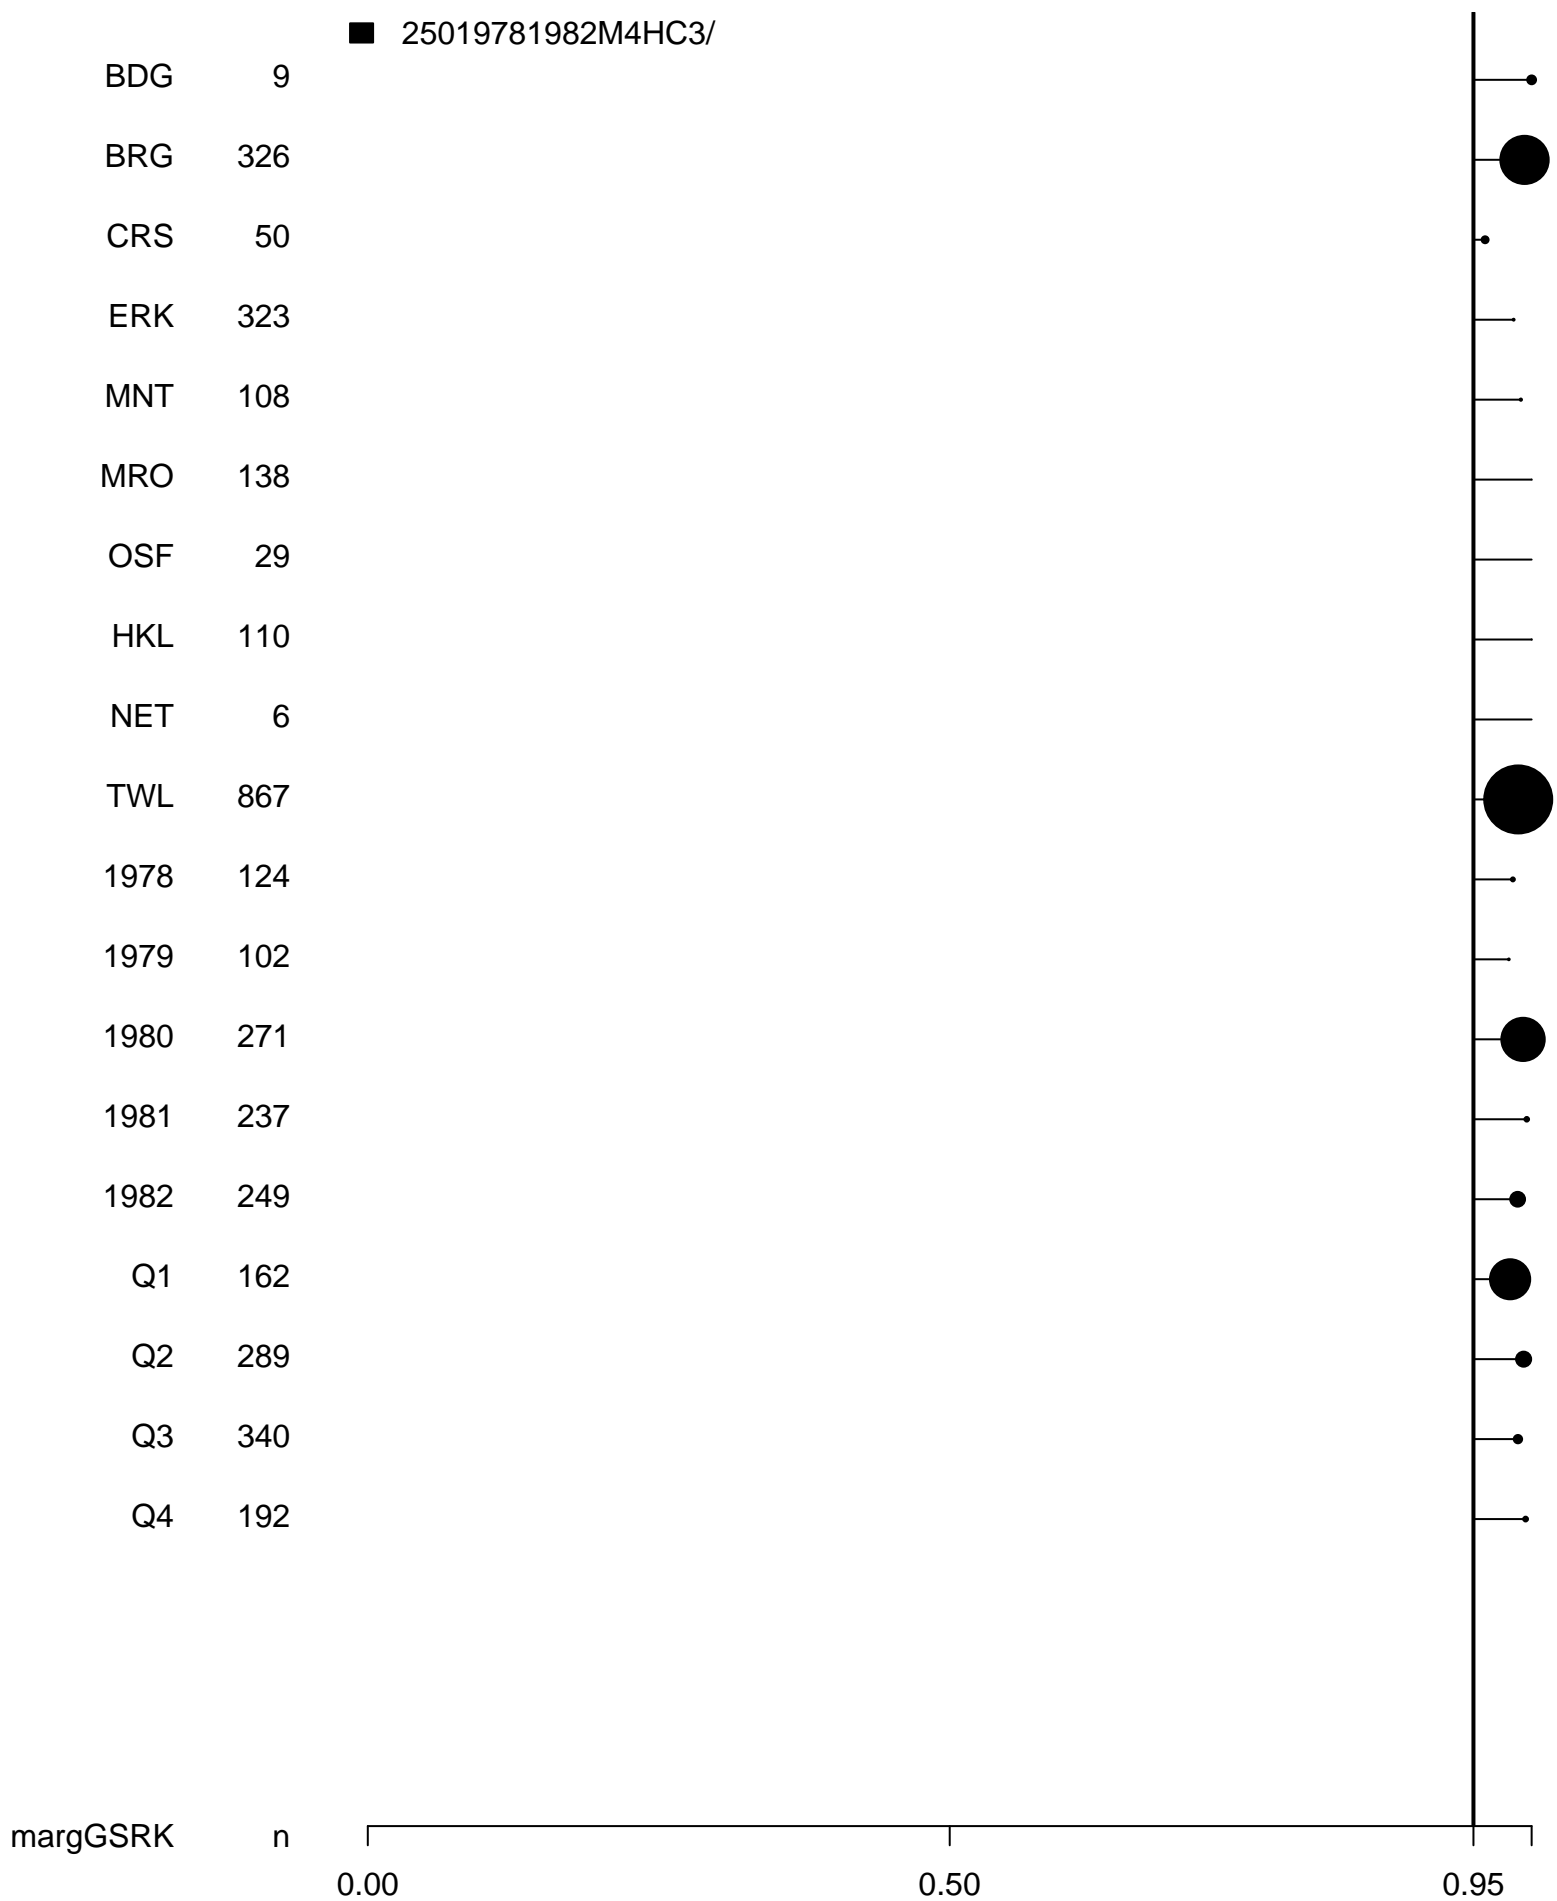 25019781982M4HC3/
BDG 9
BRG 326
CRS 50
ERK 323
MNT 108
MRO 138
OSF 29
HKL 110
NET 6
TWL 867
1978 124
1979 102
1980 271
1981 237
1982 249
Q1 162
Q2 289
Q3 340
Q4 192
margGSRK n
0.00 0.50 0.95